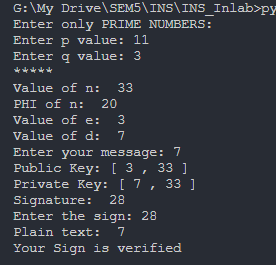 G:\My Drive\SEM5\INS\INS_Inlab>py
Enter only PRIME NUMBERS:
Enter p value: 11
Enter q value: 3
*****
Value of n:  33
PHI of n:  20
Value of e:  3
Value of d:  7
Enter your message: 7
Public Key: [ 3 , 33 ]
Private Key: [ 7 , 33 ]
Signature:  28
Enter the sign: 28
Plain text:  7
Your Sign is verified